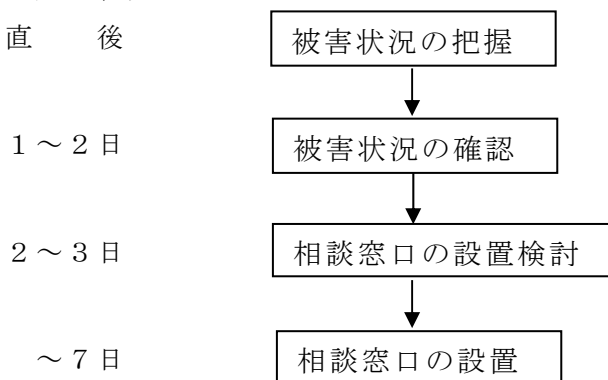 直　　後　　被害状況の把握
１～２日　　被害状況の確認
２～３日　　相談窓口の設置検討
～７日　　相談窓口の設置